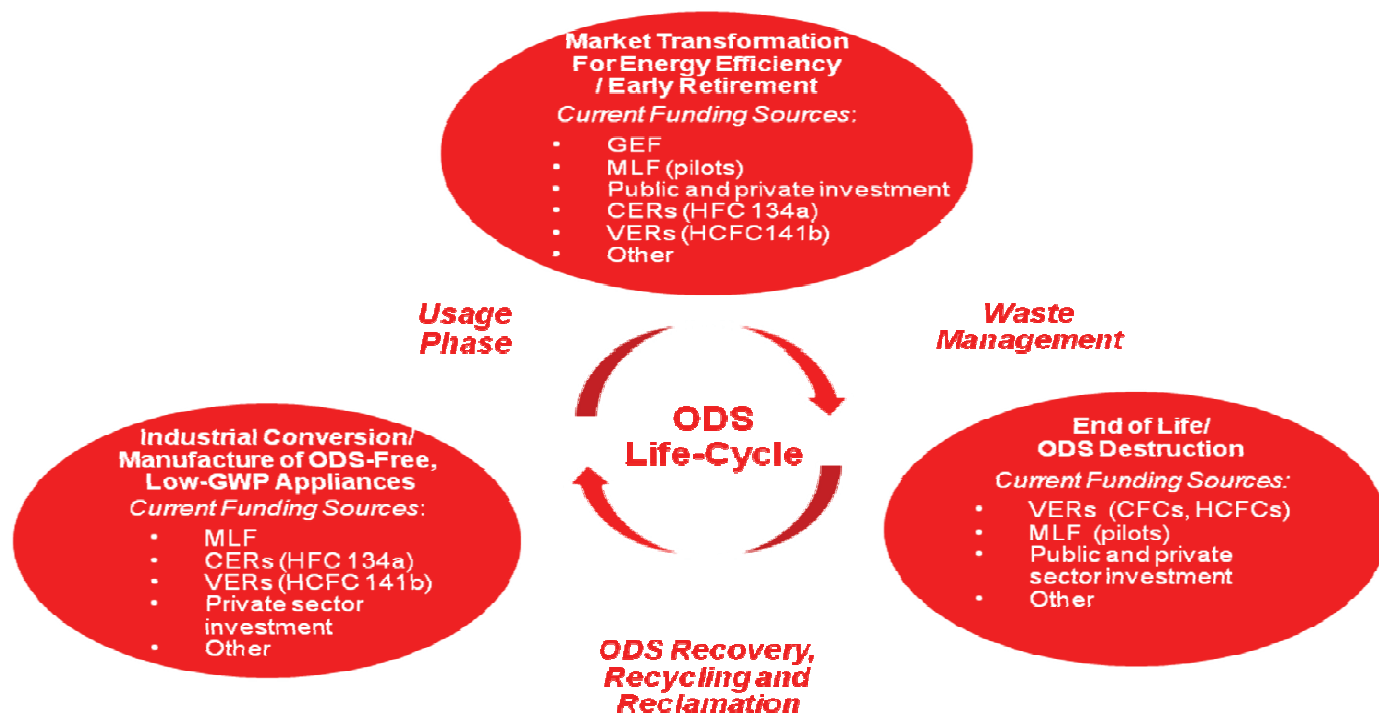 Market Transformation
For Energy Efficiency
/ Early Retirement
Current Funding Sources:
• GEF
• MLF (pilots)
• Public and private investment
• CERs (HFC 134a)
• VERs (HCFC141b)
• Other
Usage
Phase
Waste
Management
ODS
Life-Cycle
Industrial Conversion/
Manufacture of ODS-Free,
Low-GWP Appliances
Current Funding Sources:
• MLF
• CERs (HFC 134a)
• VERs (HCFC 141b)
• Private sector
investment
• Other
End of Life/
ODS Destruction
Current Funding Sources:
• VERs (CFCs, HCFCs)
• MLF (pilots)
• Public and private
sector investment
• Other
ODS Recovery,
Recycling and
Reclamation